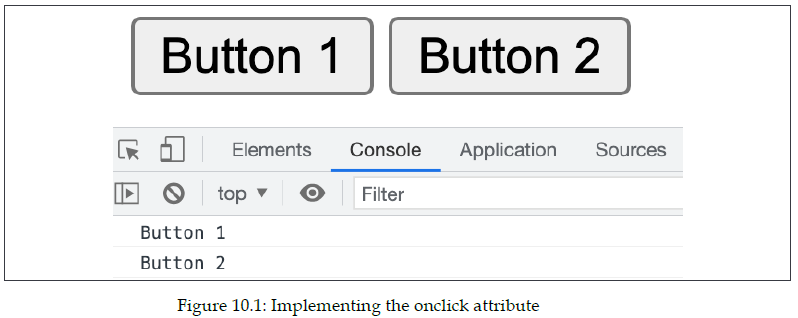 Button 1 Button 2
Elements Console Application Sources
top Filter
Button 1
Button 2
Figure 10.1: Implementing the onclick attribute